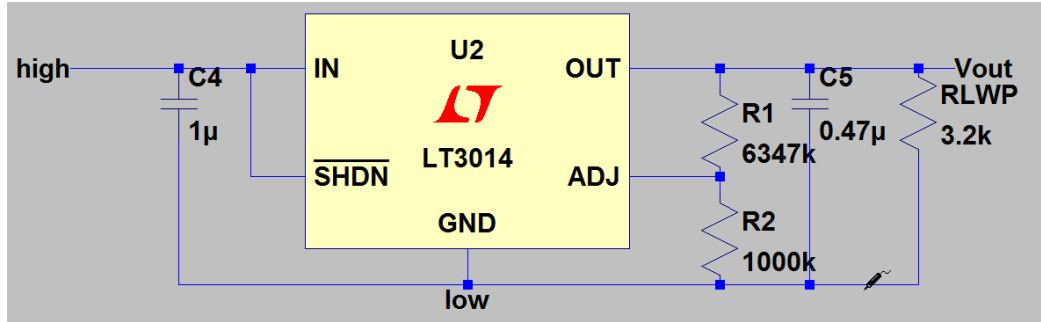 high
C4
1µ
IN
U2
OUT
LT3014
SHDN
ADJ
GND
low
R1
6347k
R2
1000k
C5
0.47µ
Vout
RLWP
3.2k